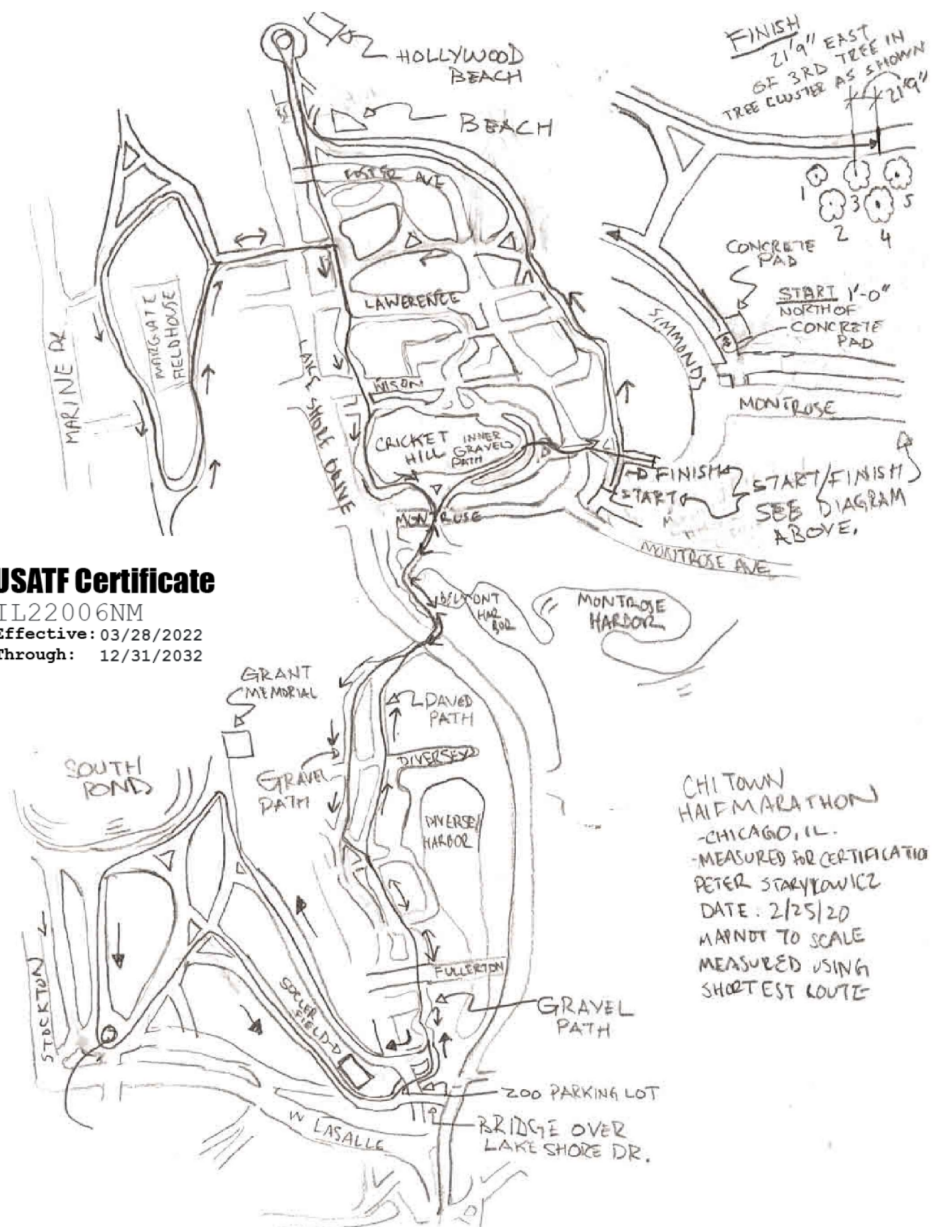 HOLLYWOOD
BEACH
BEACH
FINISH
21'9" EAST
OF 3RD TREE IN
TREE CLUSTER AS SHOWN
21'9"
1
2
3
4
5
FOSTER AVE
CONCRETE
PAD
START 1'-0"
NORTH OF
CONCRETE
PAD
SIMMONDS
MONTROSE
MARINE DR.
MARGUATE
FIELDHOUSE
LAKE SHORE DRIVE
LAWERENCE
WILSON
CRICKET
HILL
INNER
GRAVEL
PATH
FINISH
START
START/FINISH
SEE DIAGRAM
ABOVE.
MONTROSE
MONTROSE AVE
USATF Certificate
IL22006NM
Effective: 03/28/2022
Through: 12/31/2032
BELMONT
HAR
BOR
MONTROSE
HARBOR
GRANT
MEMORIAL
PAVED
PATH
SOUTH
POND
GRAVEL
PATH
DIVERSEY
DIVERSEY
HARBOR
CHI TOWN
HALF MARATHON
-CHICAGO, IL.
-MEASURED FOR CERTIFICATIO
PETER STARYKOWICZ
DATE: 2/25/20
MAP NOT TO SCALE
MEASURED USING
SHORTEST ROUTE
STOCKTON
SOCCER
FIELD
FULLERTON
GRAVEL
PATH
ZOO PARKING LOT
W LASALLE
BRIDGE OVER
LAKE SHORE DR.